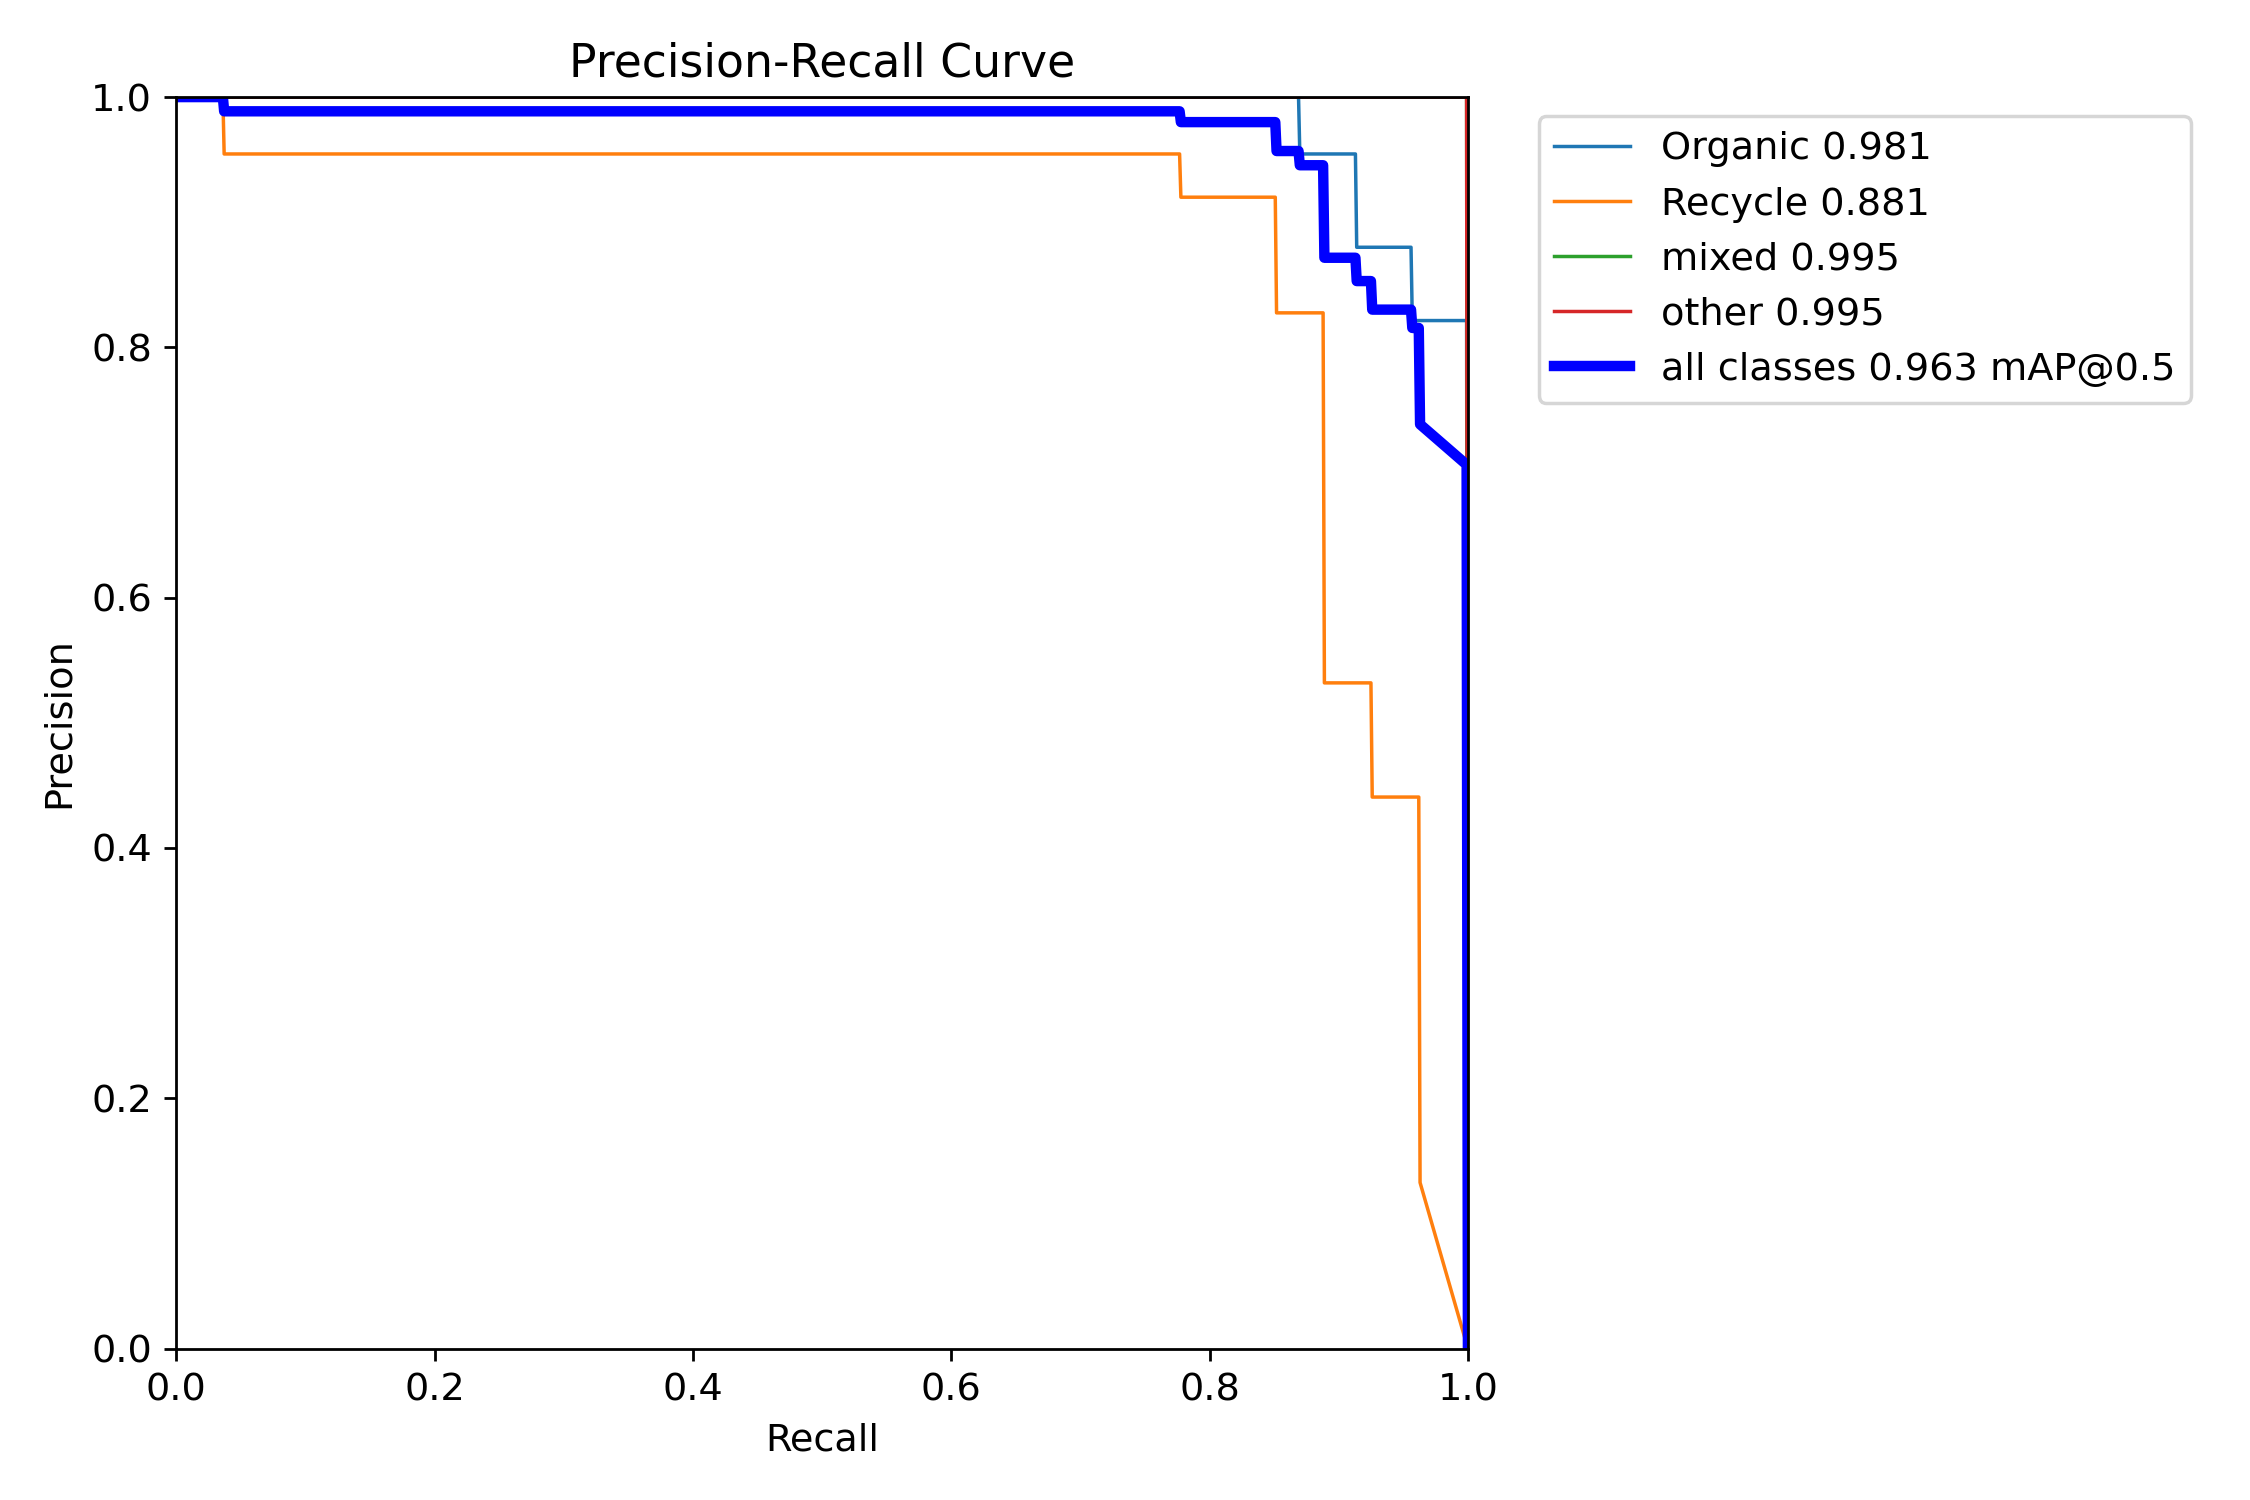 Precision-Recall Curve
1.0
0.8
0.6
0.4
0.2
0.0
Precision
0.0 0.2 0.4 0.6 0.8 1.0
Recall
Organic 0.981
Recycle 0.881
mixed 0.995
other 0.995
all classes 0.963 mAP@0.5